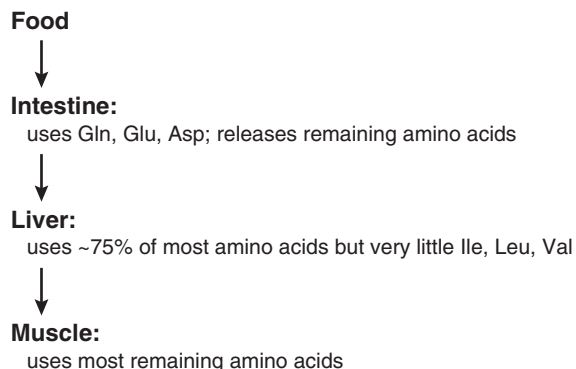 Food
Intestine:
uses Gln, Glu, Asp; releases remaining amino acids
Liver:
uses ~75% of most amino acids but very little Ile, Leu, Val
Muscle:
uses most remaining amino acids